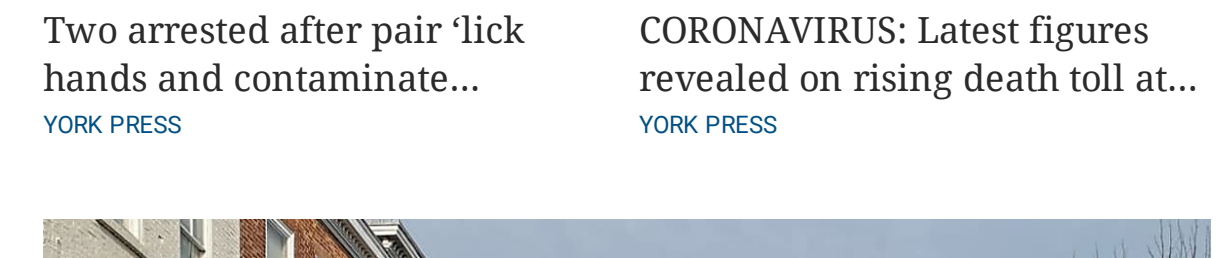 Two arrested after pair ‘lick
hands and contaminate...
YORK PRESS
CORONAVIRUS: Latest figures
revealed on rising death toll at...
YORK PRESS